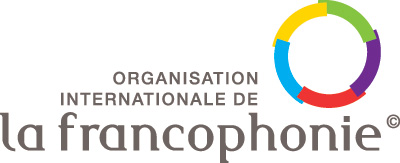 ORGANISATION
INTERNATIONALE DE
la francophonie©